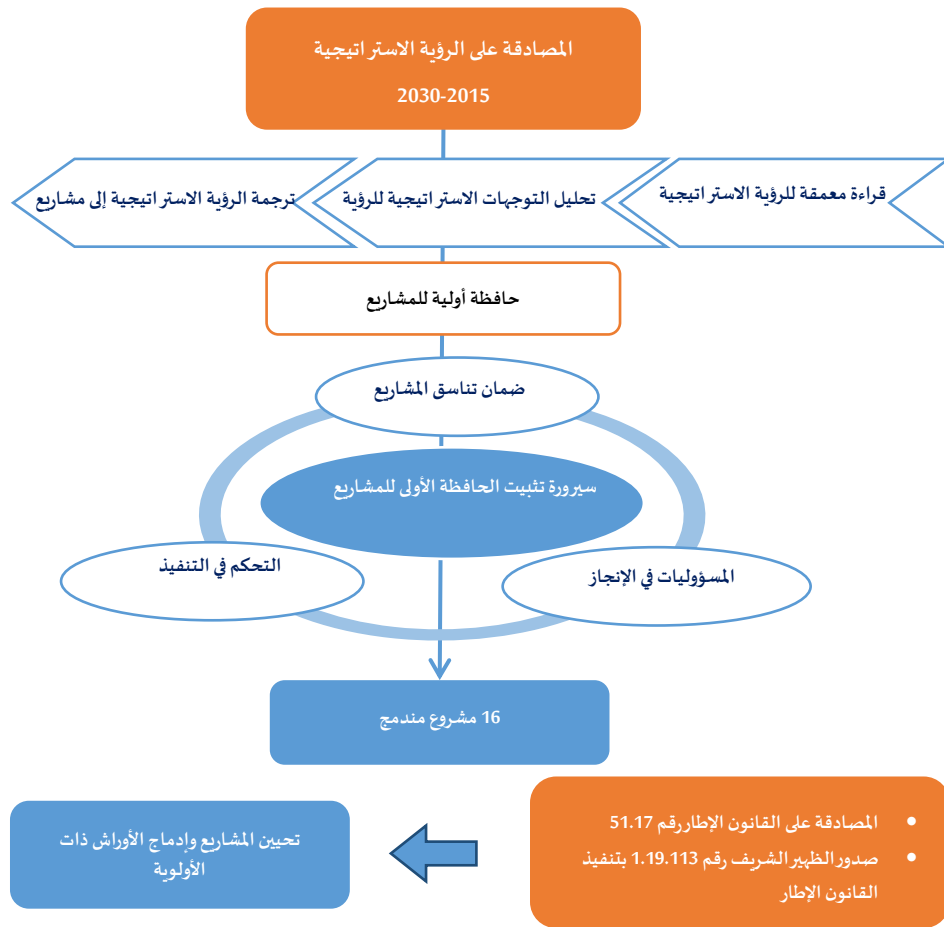 المصادقة على الرؤية الاستراتيجية
2030-2015
قراءة معمقة للرؤية الاستراتيجية
تحليل التوجهات الاستراتيجية للرؤية
ترجمة الرؤية الاستراتيجية إلى مشاريع
حافظة أولية للمشاريع
ضمان تناسق المشاريع
سيرورة تثبيت الحافظة الأولى للمشاريع
المسؤوليات في الإنجاز
التحكم في التنفيذ
16 مشروع مندمج
• المصادقة على القانون الإطار رقم 51.17
• صدور الظهير الشريف رقم 1.19.113 بتنفيذ
القانون الإطار
تحيين المشاريع وإدماج الأوراش ذات
الأولوية